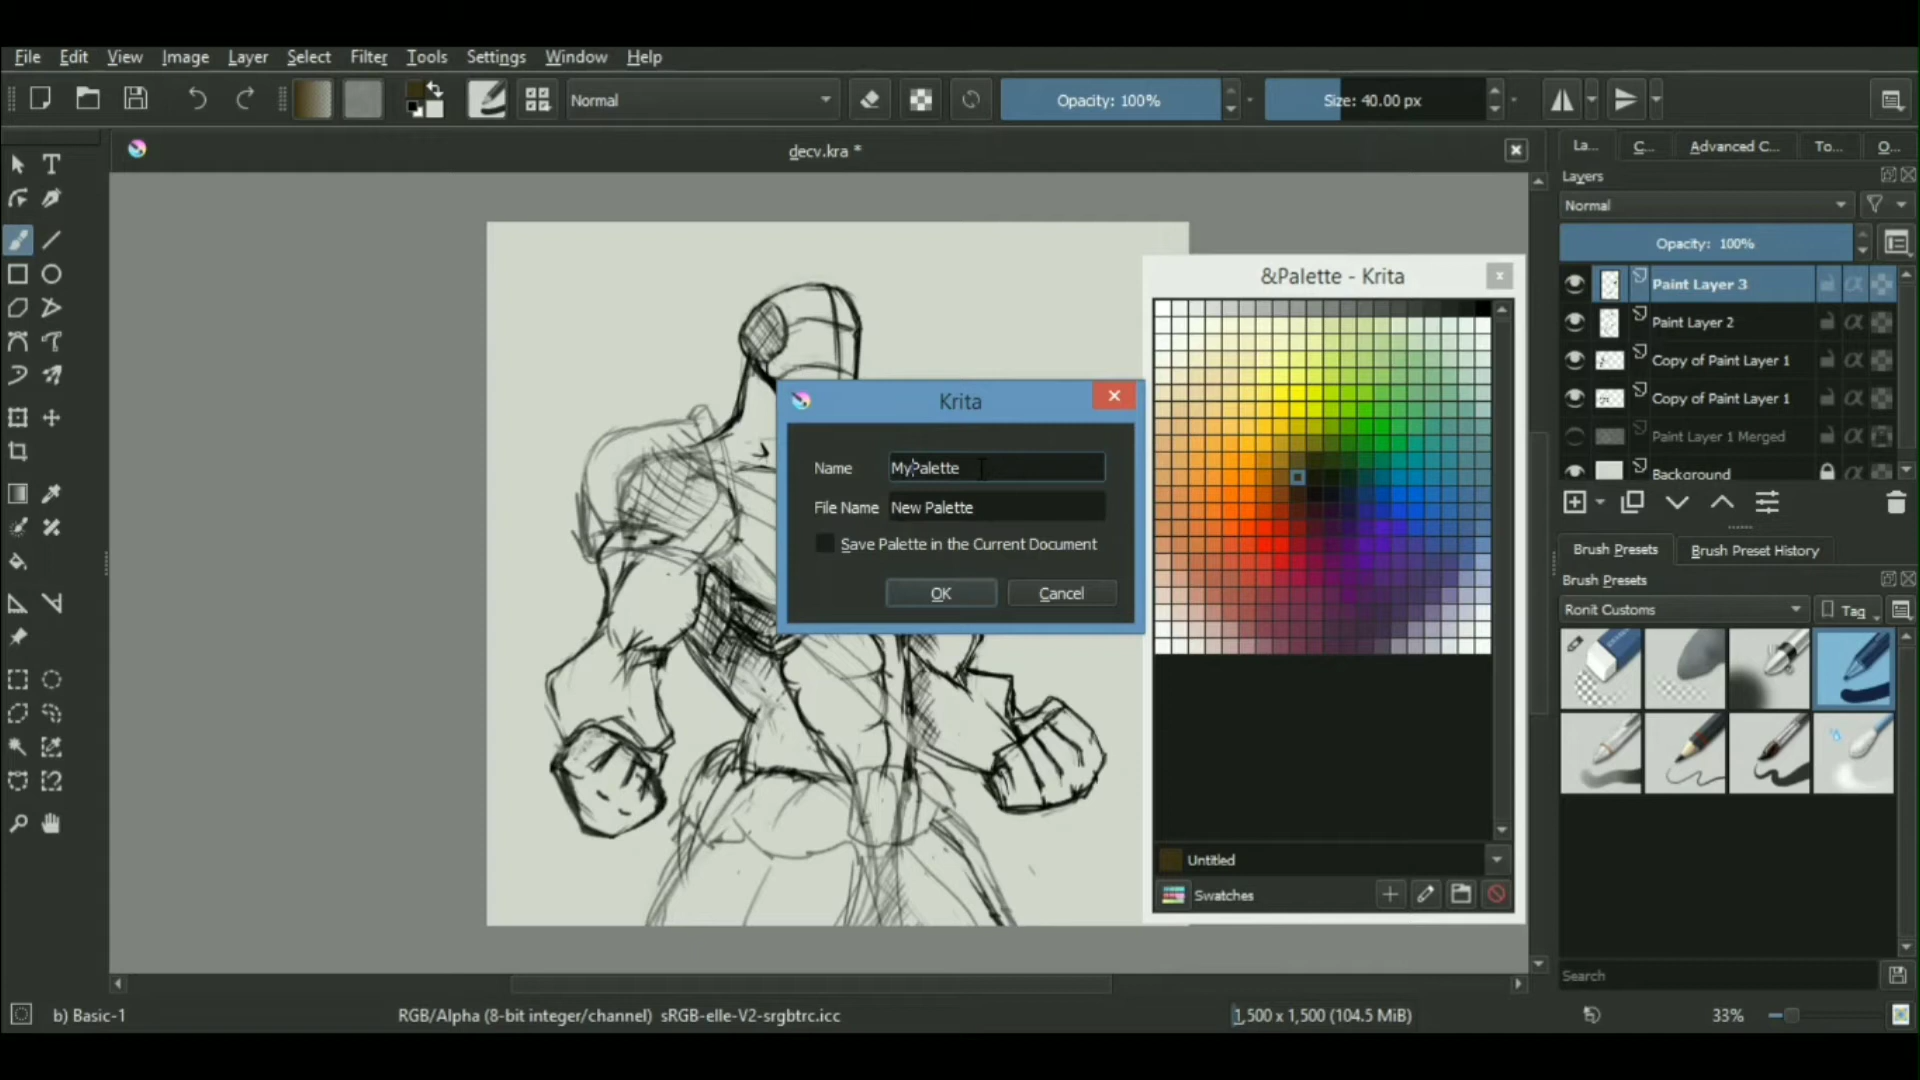 File Edit View Image Layer Select Filter Tools Settings Window Help
Normal
Opacity: 100%
Size: 40.00 px
decv.kra *
La... C... Advanced C... To... O...
Layers
Normal
Opacity: 100%
Paint Layer 3
Paint Layer 2
Copy of Paint Layer 1
Copy of Paint Layer 1
Paint Layer 1 Merged
Background
&Palette - Krita
Krita
Name MyPalette
File Name New Palette
Save Palette in the Current Document
OK Cancel
Untitled
Swatches
Brush Presets Brush Preset History
Brush Presets
Ronit Customs
Tag
Search
b) Basic-1
RGB/Alpha (8-bit integer/channel) sRGB-elle-V2-srgbtrc.icc
1,500 x 1,500 (104.5 MiB)
33%